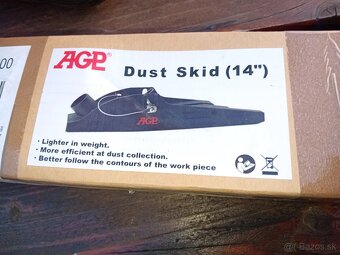 00
AGP
Dust Skid (14")
AGP
· Lighter in weight.
· More efficient at dust collection.
· Better follow the contours of the work piece
Bazos.sk